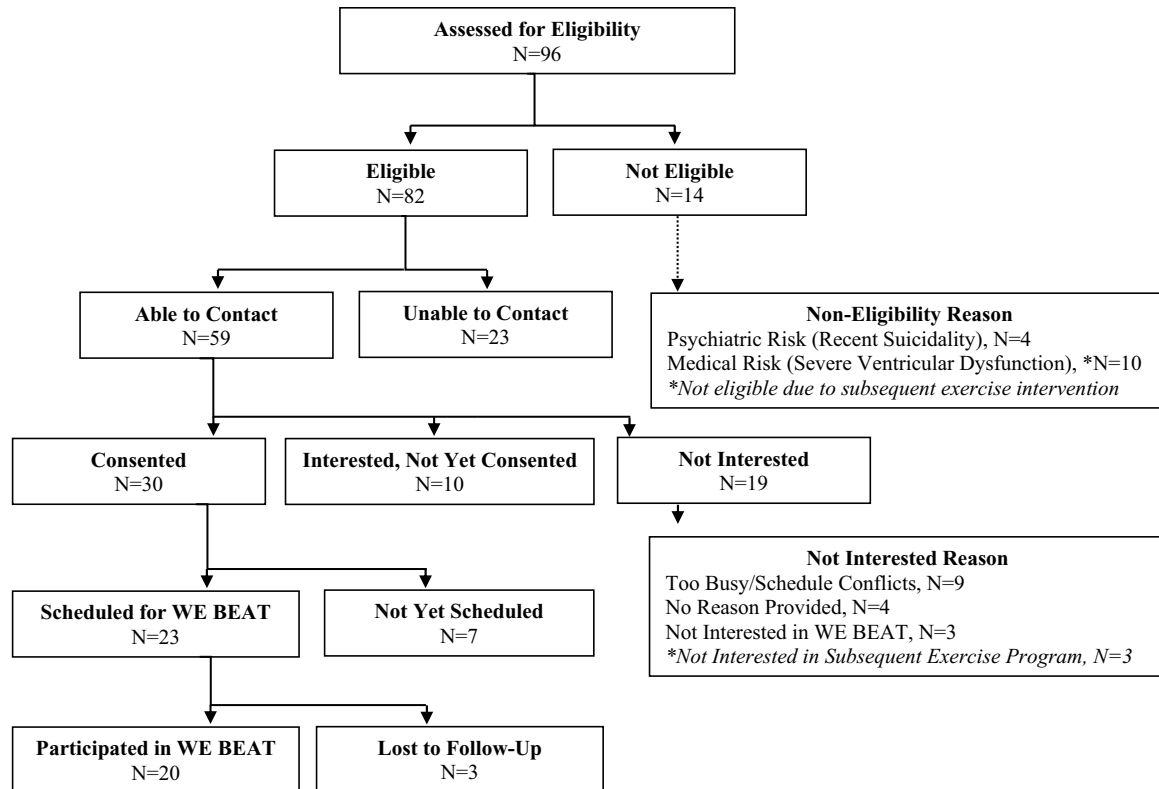 Assessed for Eligibility
N=96
Eligible
N=82
Not Eligible
N=14
Able to Contact
N=59
Unable to Contact
N=23
Non-Eligibility Reason
Psychiatric Risk (Recent Suicidality), N=4
Medical Risk (Severe Ventricular Dysfunction), *N=10
*Not eligible due to subsequent exercise intervention
Consented
N=30
Interested, Not Yet Consented
N=10
Not Interested
N=19
Not Interested Reason
Too Busy/Schedule Conflicts, N=9
No Reason Provided, N=4
Not Interested in WE BEAT, N=3
*Not Interested in Subsequent Exercise Program, N=3
Scheduled for WE BEAT
N=23
Not Yet Scheduled
N=7
Participated in WE BEAT
N=20
Lost to Follow-Up
N=3